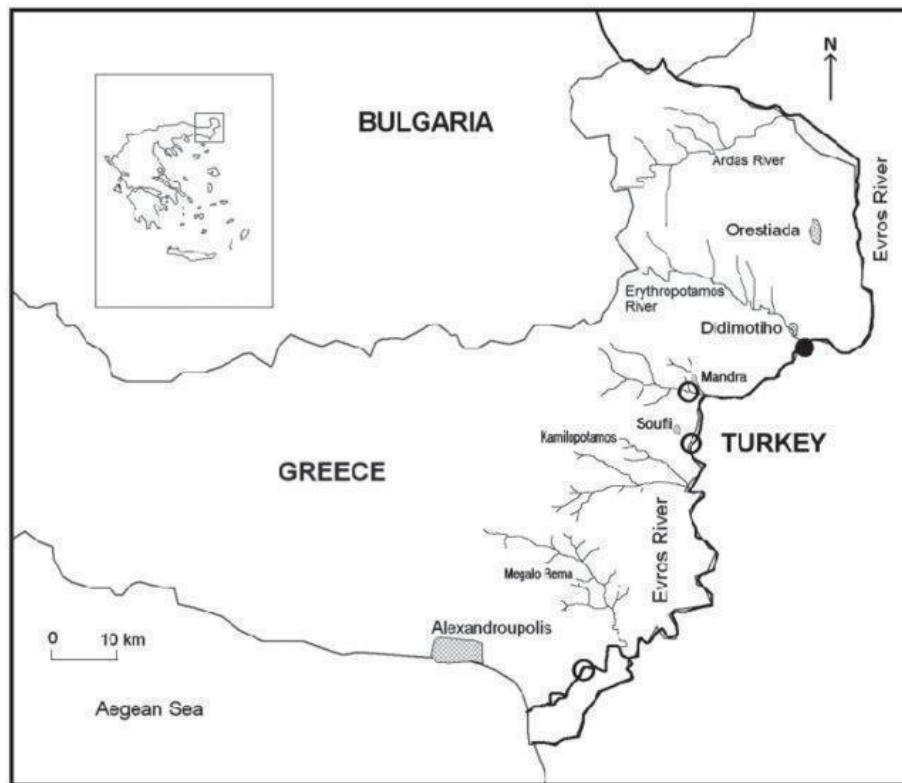 N
BULGARIA
Ardas River
Evros River
Orestiada
Erythropotamos
River
Didimotiho
Mandra
Soufli
TURKEY
Kamilopotamos
GREECE
Evros River
Megalo Rema
Alexandroupolis
0 10 km
Aegean Sea